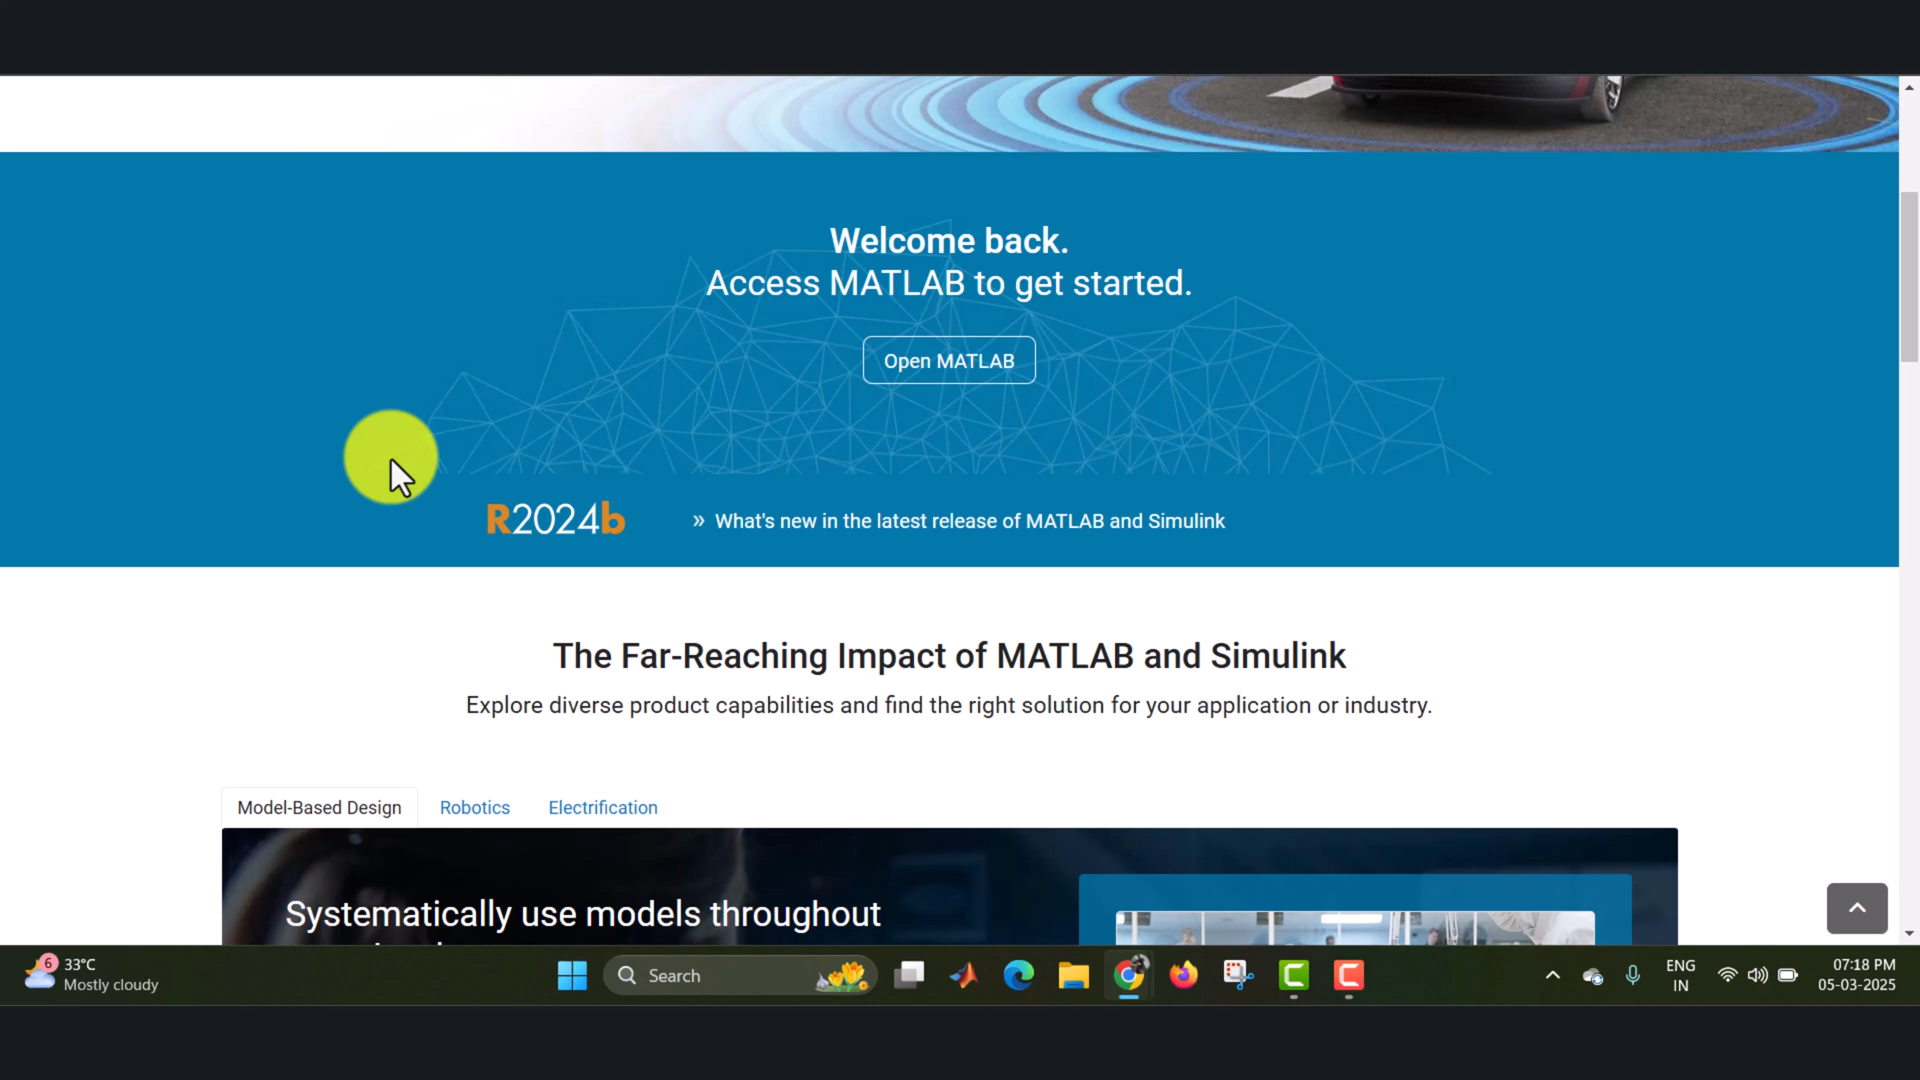 Welcome back.
Access MATLAB to get started.
Open MATLAB
R2024b
» What's new in the latest release of MATLAB and Simulink
The Far-Reaching Impact of MATLAB and Simulink
Explore diverse product capabilities and find the right solution for your application or industry.
Model-Based Design
Robotics
Electrification
Systematically use models throughout
6
33°C
Mostly cloudy
Search
ENG
IN
07:18 PM
05-03-2025